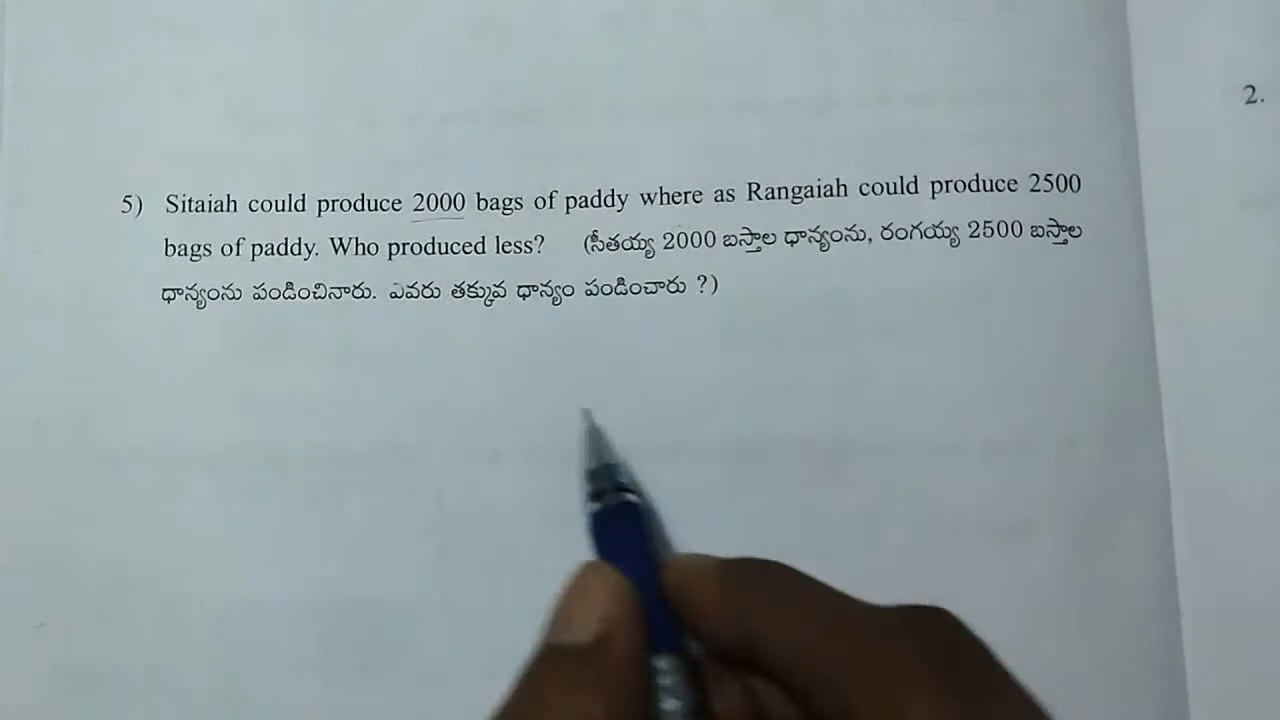 2.
5) Sitaiah could produce 2000 bags of paddy where as Rangaiah could produce 2500
bags of paddy. Who produced less? (సీతయ్య 2000 బస్తాల ధాన్యంను, రంగయ్య 2500 బస్తాల
ధాన్యంను పండించినారు. ఎవరు తక్కువ ధాన్యం పండించారు ?)